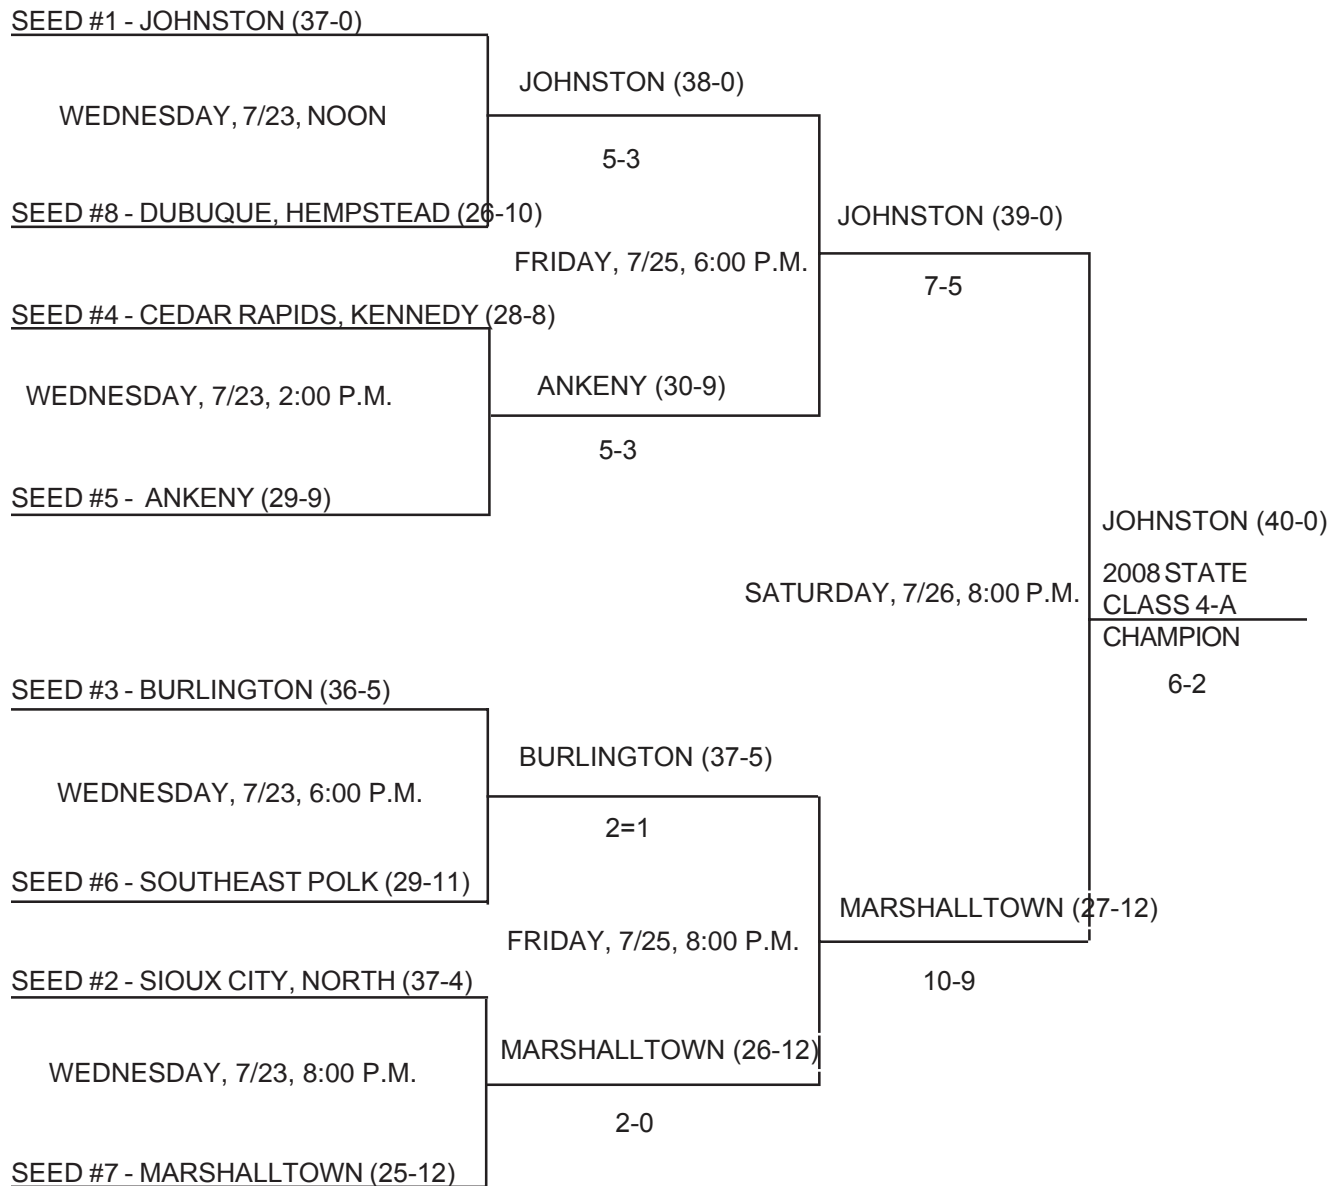 SEED #1 - JOHNSTON (37-0)
JOHNSTON (38-0)
WEDNESDAY, 7/23, NOON
5-3
SEED #8 - DUBUQUE, HEMPSTEAD (26-10)
JOHNSTON (39-0)
FRIDAY, 7/25, 6:00 P.M.
7-5
SEED #4 - CEDAR RAPIDS, KENNEDY (28-8)
ANKENY (30-9)
WEDNESDAY, 7/23, 2:00 P.M.
5-3
SEED #5 - ANKENY (29-9)
JOHNSTON (40-0)
SATURDAY, 7/26, 8:00 P.M.
2008 STATE
CLASS 4-A
CHAMPION
6-2
SEED #3 - BURLINGTON (36-5)
BURLINGTON (37-5)
WEDNESDAY, 7/23, 6:00 P.M.
2=1
SEED #6 - SOUTHEAST POLK (29-11)
MARSHALLTOWN (27-12)
FRIDAY, 7/25, 8:00 P.M.
10-9
SEED #2 - SIOUX CITY, NORTH (37-4)
MARSHALLTOWN (26-12)
WEDNESDAY, 7/23, 8:00 P.M.
2-0
SEED #7 - MARSHALLTOWN (25-12)